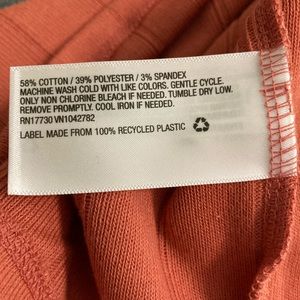 58% COTTON / 39% POLYESTER / 3% SPANDEX
MACHINE WASH COLD WITH LIKE COLORS. GENTLE CYCLE.
ONLY NON CHLORINE BLEACH IF NEEDED. TUMBLE DRY LOW.
REMOVE PROMPTLY. COOL IRON IF NEEDED.
RN17730 VN1042782
LABEL MADE FROM 100% RECYCLED PLASTIC